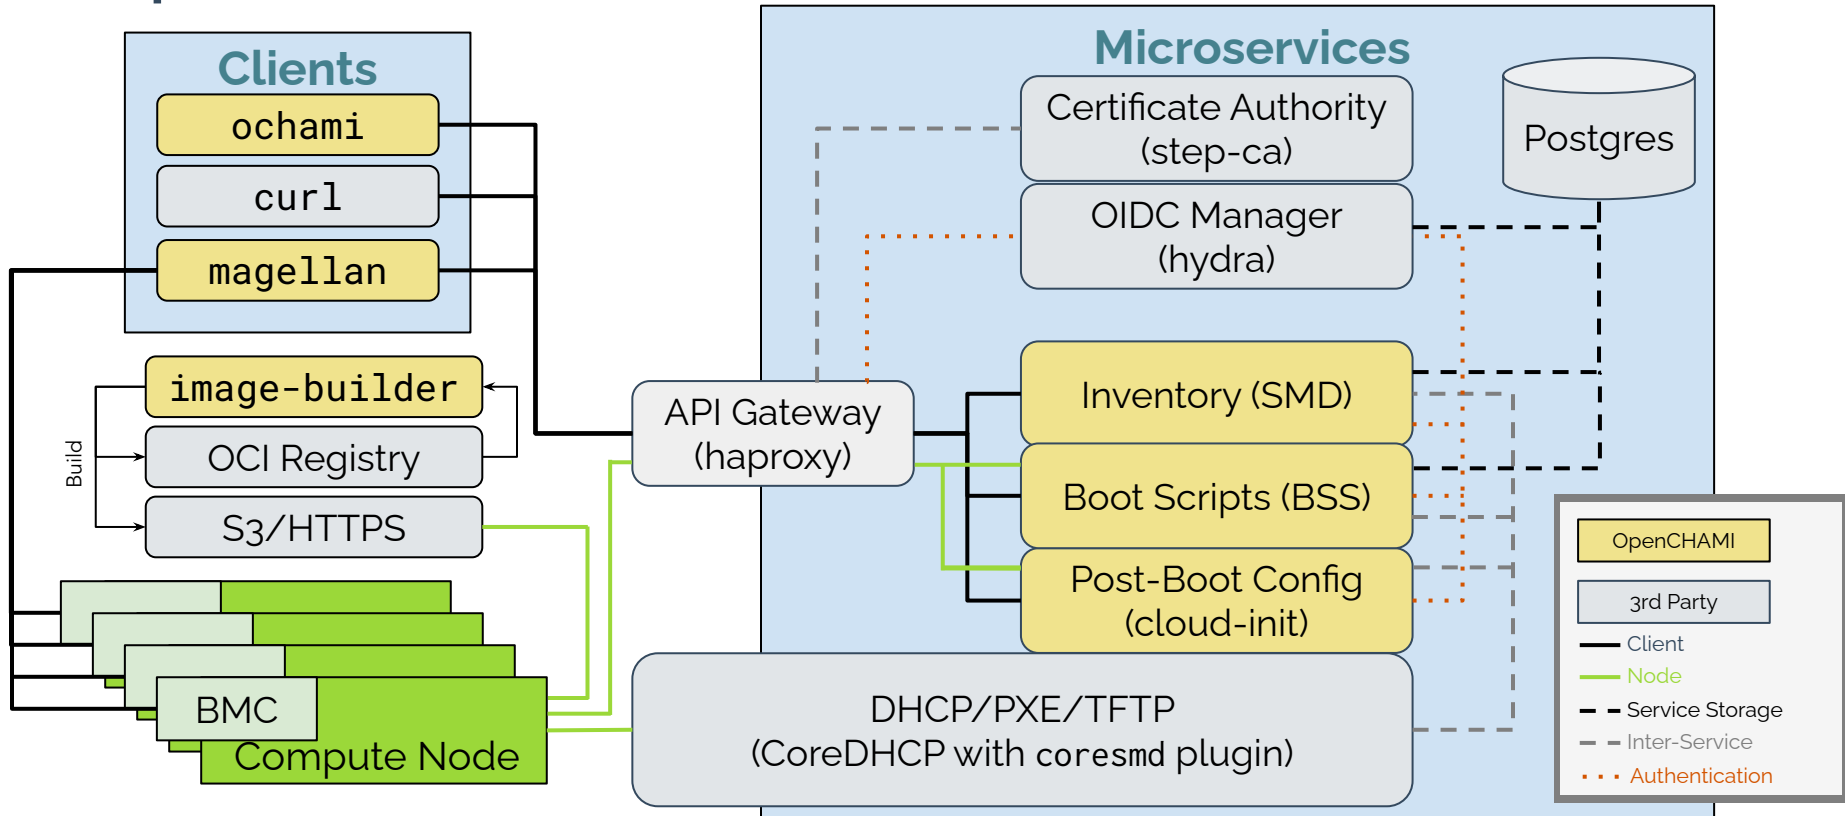 Clients
ochami
curl
magellan
image-builder
OCI Registry
S3/HTTPS
Build
BMC
Compute Node
API Gateway
(haproxy)
Microservices
Certificate Authority
(step-ca)
OIDC Manager
(hydra)
Postgres
Inventory (SMD)
Boot Scripts (BSS)
Post-Boot Config
(cloud-init)
DHCP/PXE/TFTP
(CoreDHCP with coresmd plugin)
OpenCHAMI
3rd Party
Client
Node
Service Storage
Inter-Service
Authentication